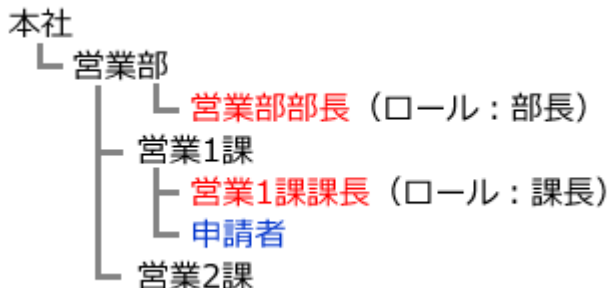 本社
営業部
営業部部長（ロール：部長）
営業1課
営業1課課長（ロール：課長）
申請者
営業2課